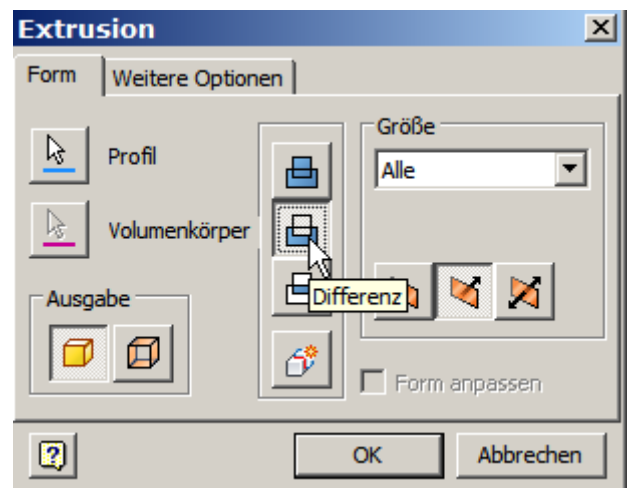 Extrusion
Form
Weitere Optionen
Profil
Volumenkörper
Ausgabe
Größe
Alle
Differenz
Form anpassen
OK
Abbrechen